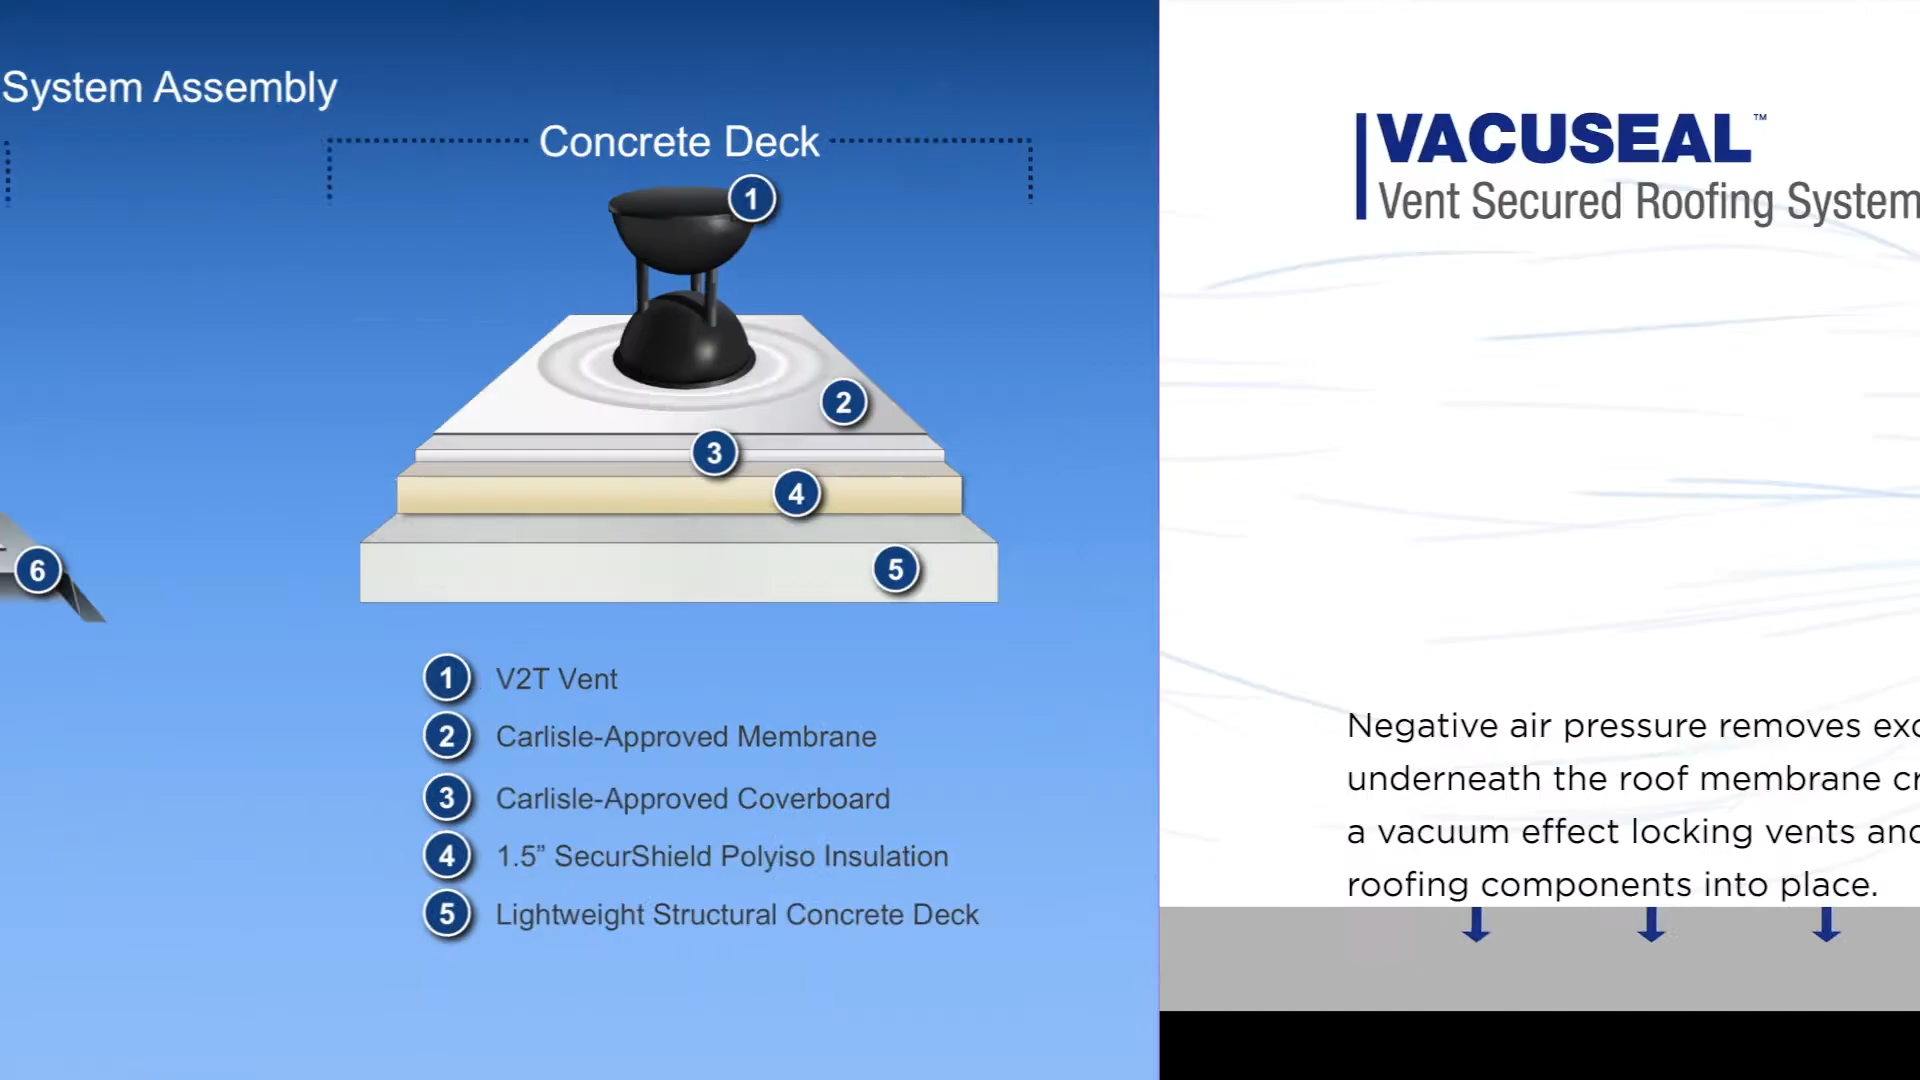 System Assembly
Concrete Deck
1
2
3
4
5
6
1 V2T Vent
2 Carlisle-Approved Membrane
3 Carlisle-Approved Coverboard
4 1.5” SecurShield Polyiso Insulation
5 Lightweight Structural Concrete Deck
VACUSEAL™
Vent Secured Roofing System
Negative air pressure removes
underneath the roof membrane
a vacuum effect locking vents
roofing components into place.